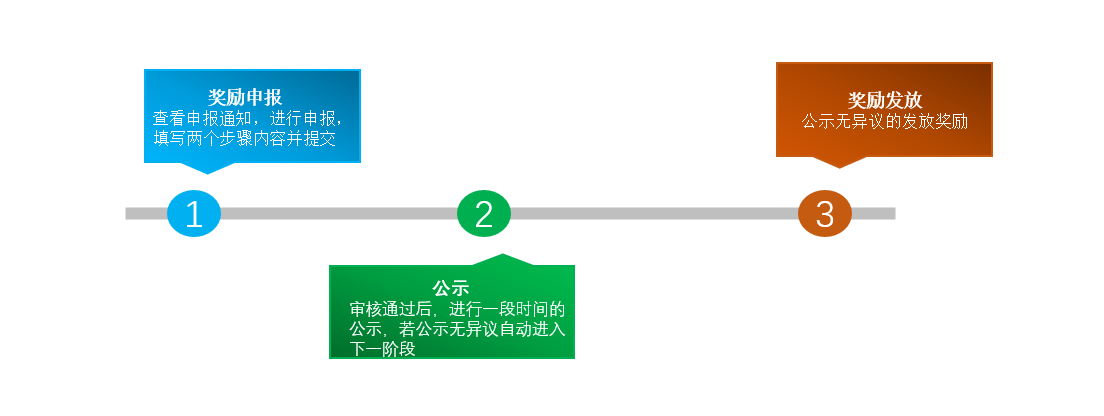 奖励申报
查看申报通知，进行申报，
填写两个步骤内容并提交
奖励发放
公示无异议的发放奖励
1
2
3
公示
审核通过后，进行一段时间的
公示，若公示无异议自动进入
下一阶段